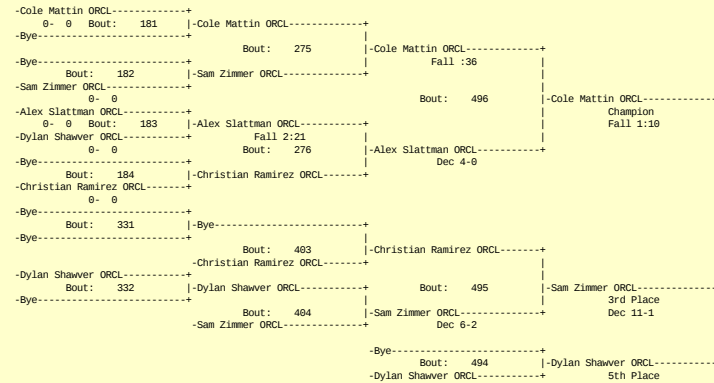 -Cole Mattin ORCL------------+
0- 0 Bout: 181 |-Cole Mattin ORCL-------------+
-Bye-------------------------+ |
Bout: 275 |-Cole Mattin ORCL------------+
-Bye-------------------------+ | Fall :36 |
Bout: 182 |-Sam Zimmer ORCL--------------+ |
-Sam Zimmer ORCL-------------+ |
0- 0 Bout: 496 |-Cole Mattin ORCL------------
-Alex Slattman ORCL----------+ | Champion
0- 0 Bout: 183 |-Alex Slattman ORCL-----------+ | Fall 1:10
-Dylan Shawver ORCL----------+ Fall 2:21 | |
0- 0 Bout: 276 |-Alex Slattman ORCL----------+
-Bye-------------------------+ | Dec 4-0
Bout: 184 |-Christian Ramirez ORCL-------+
-Christian Ramirez ORCL------+
0- 0
-Bye-------------------------+
Bout: 331 |-Bye--------------------------+
-Bye-------------------------+ |
Bout: 403 |-Christian Ramirez ORCL------+
-Christian Ramirez ORCL-------+ |
-Dylan Shawver ORCL----------+ |
Bout: 332 |-Dylan Shawver ORCL-----------+ Bout: 495 |-Sam Zimmer ORCL-------------
-Bye-------------------------+ | | 3rd Place
Bout: 404 |-Sam Zimmer ORCL-------------+ Dec 11-1
-Sam Zimmer ORCL--------------+ Dec 6-2
-Bye-------------------------+
Bout: 494 |-Dylan Shawver ORCL----------
-Dylan Shawver ORCL----------+ 5th Place